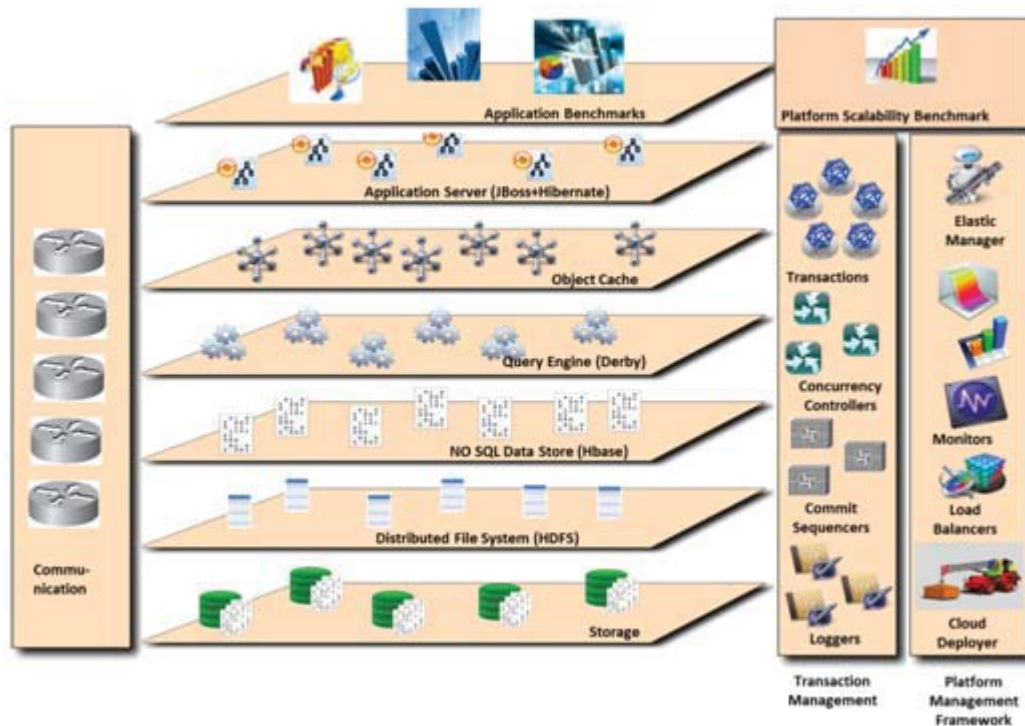 Application Benchmarks
Platform Scalability Benchmark
Application Server (JBoss+Hibernate)
Object Cache
Query Engine (Derby)
NO SQL Data Store (Hbase)
Distributed File System (HDFS)
Storage
Commu-
nication
Transactions
Concurrency
Controllers
Commit
Sequencers
Loggers
Transaction
Management
Elastic
Manager
Monitors
Load
Balancers
Cloud
Deployer
Platform
Management
Framework